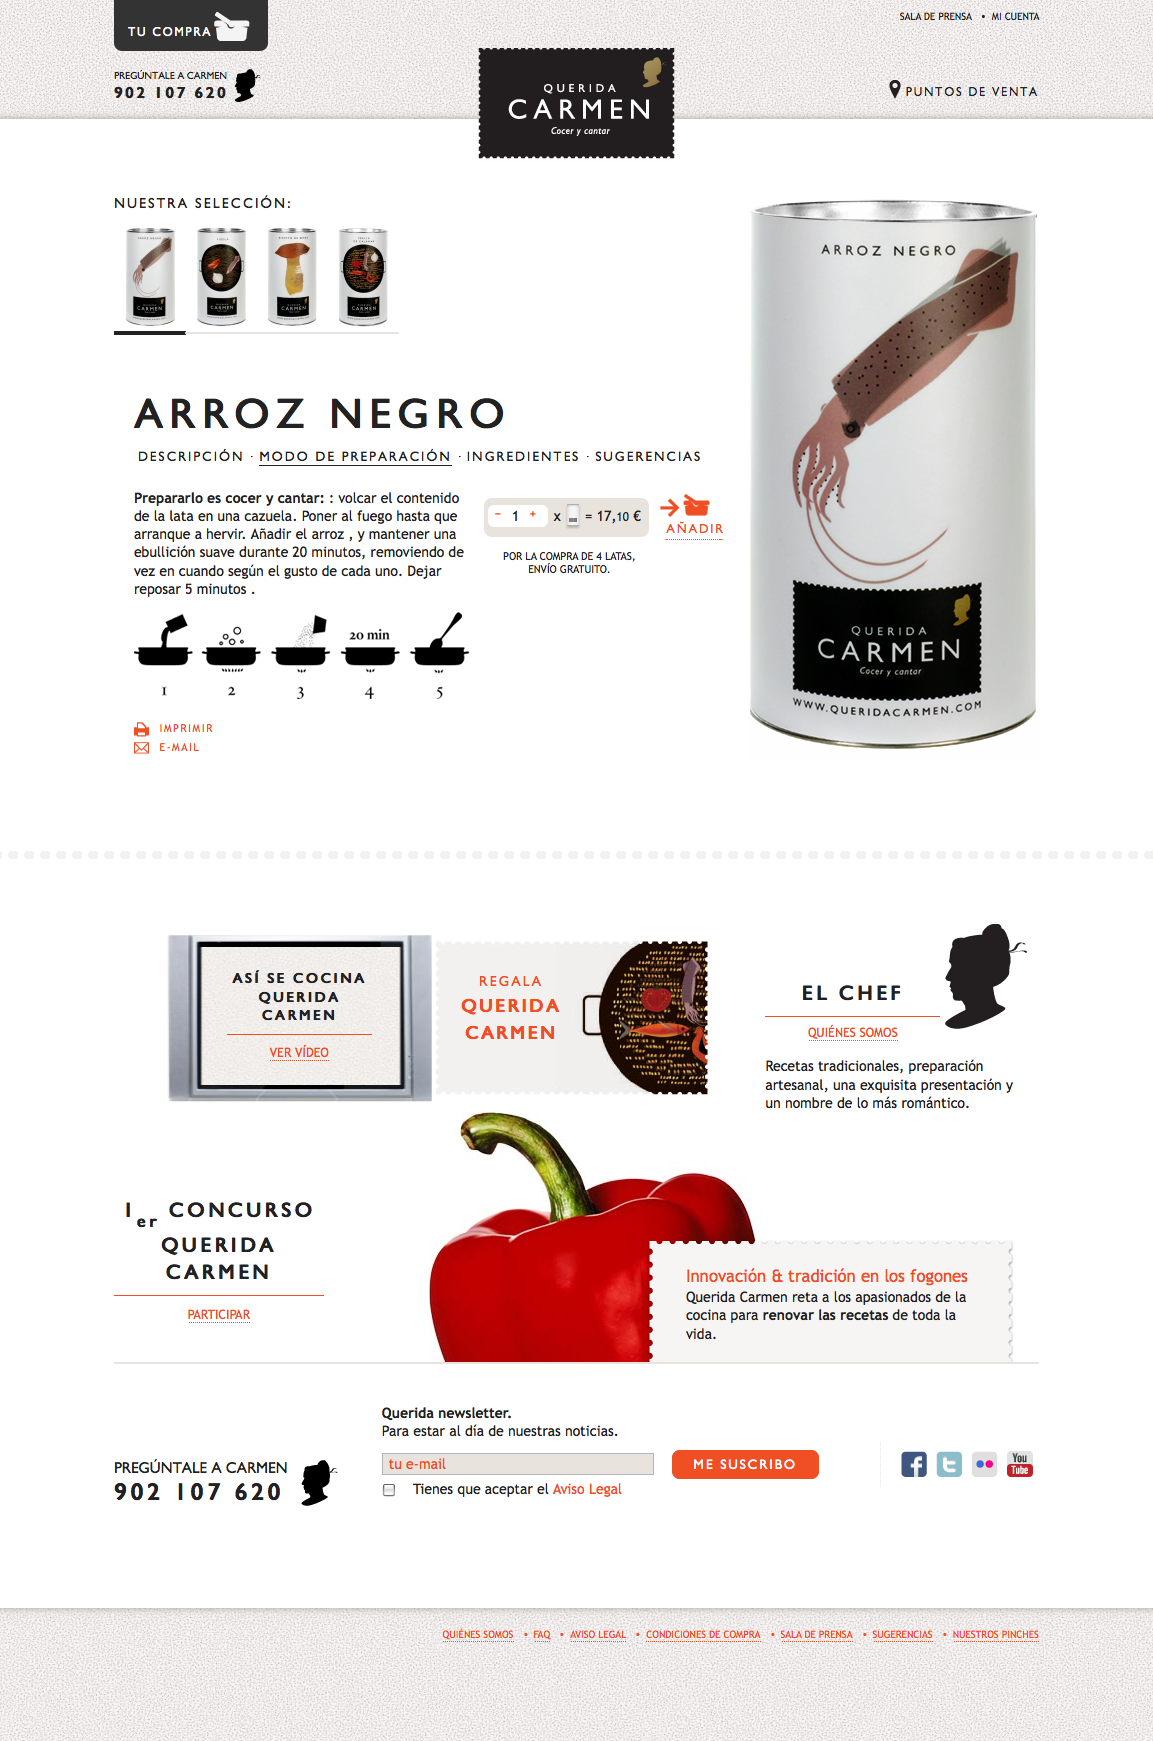 TU COMPRA
SALA DE PRENSA • MI CUENTA
PREGÚNTALE A CARMEN
902 107 620
QUERIDA
CARMEN
Cocer y cantar
PUNTOS DE VENTA
NUESTRA SELECCIÓN:
ARROZ NEGRO
DESCRIPCIÓN · MODO DE PREPARACIÓN · INGREDIENTES · SUGERENCIAS
Prepararlo es cocer y cantar: : volcar el contenido
de la lata en una cazuela. Poner al fuego hasta que
arranque a hervir. Añadir el arroz , y mantener una
ebullición suave durante 20 minutos, removiendo de
vez en cuando según el gusto de cada uno. Dejar
reposar 5 minutos .
− 1 + x = 17,10 €
AÑADIR
POR LA COMPRA DE 4 LATAS,
ENVÍO GRATUITO.
20 min
1 2 3 4 5
IMPRIMIR
E-MAIL
ARROZ NEGRO
QUERIDA
CARMEN
Cocer y cantar
WWW.QUERIDACARMEN.COM
ASÍ SE COCINA
QUERIDA
CARMEN
VER VÍDEO
REGALA
QUERIDA
CARMEN
EL CHEF
QUIÉNES SOMOS
Recetas tradicionales, preparación
artesanal, una exquisita presentación y
un nombre de lo más romántico.
1er CONCURSO
QUERIDA
CARMEN
PARTICIPAR
Innovación & tradición en los fogones
Querida Carmen reta a los apasionados de la
cocina para renovar las recetas de toda la
vida.
Querida newsletter.
Para estar al día de nuestras noticias.
tu e-mail
ME SUSCRIBO
Tienes que aceptar el Aviso Legal
PREGÚNTALE A CARMEN
902 107 620
You
Tube
QUIÉNES SOMOS • FAQ • AVISO LEGAL • CONDICIONES DE COMPRA • SALA DE PRENSA • SUGERENCIAS • NUESTROS PINCHES